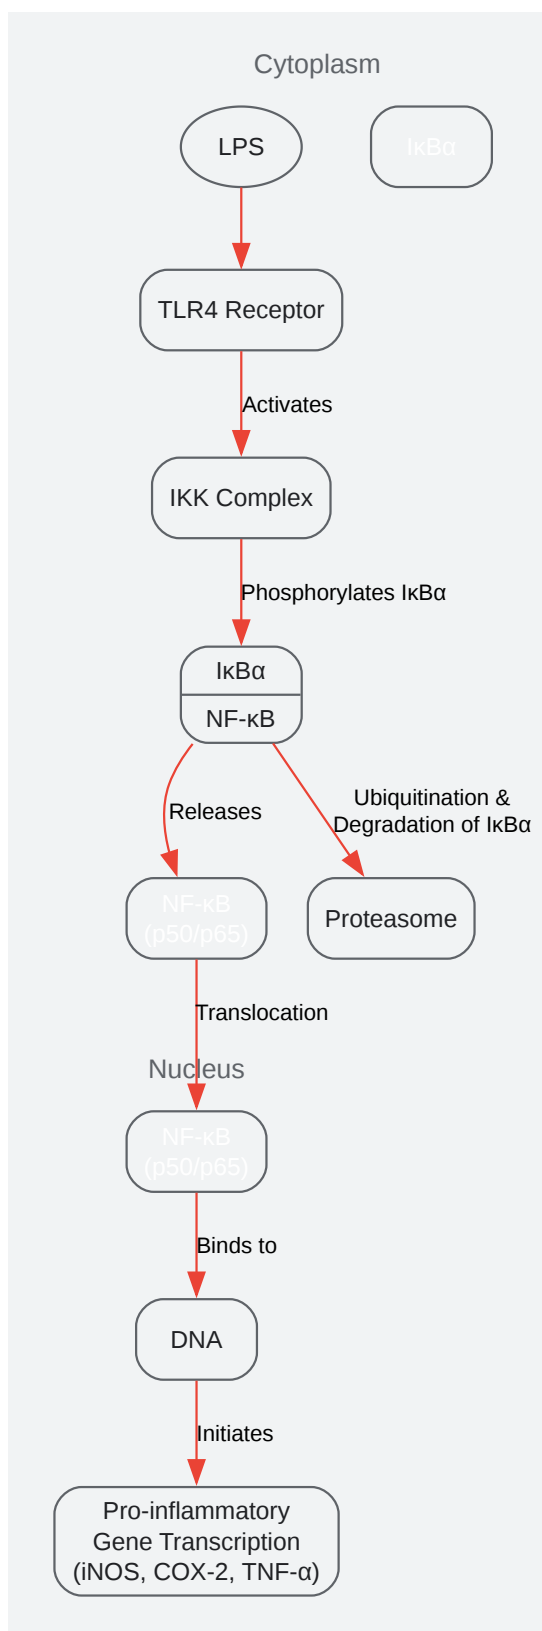 Cytoplasm
LPS
IκBα
TLR4 Receptor
Activates
IKK Complex
Phosphorylates IκBα
IκBα
NF-κB
Releases
Ubiquitination &
Degradation of IκBα
NF-κB
(p50/p65)
Proteasome
Translocation
Nucleus
NF-κB
(p50/p65)
Binds to
DNA
Initiates
Pro-inflammatory
Gene Transcription
(iNOS, COX-2, TNF-α)